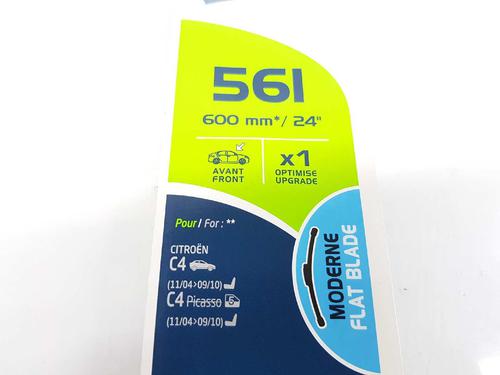 56I
600 mm*/ 24"
AVANT
FRONT
x1
OPTIMISE
UPGRADE
Pour/ For : **
CITROËN
C4
(11/04>09/10)
C4 Picasso
(11/04>09/10)
MODERNE
FLAT BLADE